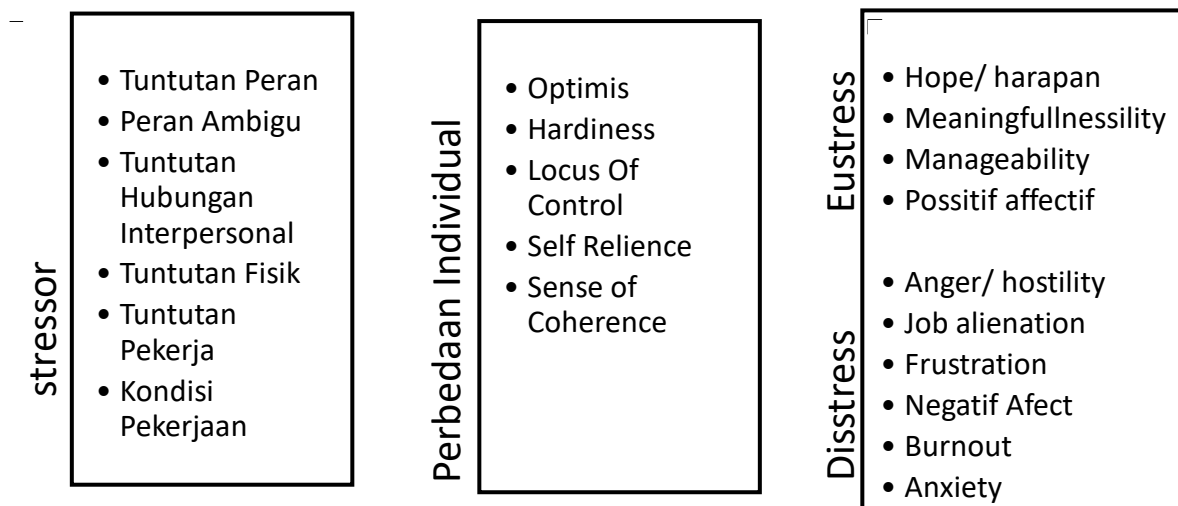 stressor
• Tuntutan Peran
• Peran Ambigu
• Tuntutan
Hubungan
Interpersonal
• Tuntutan Fisik
• Tuntutan
Pekerja
• Kondisi
Pekerjaan
Perbedaan Individual
• Optimis
• Hardiness
• Locus Of
Control
• Self Relience
• Sense of
Coherence
Eustress
• Hope/ harapan
• Meaningfullnessility
• Manageability
• Possitif affectif
Disstress
• Anger/ hostility
• Job alienation
• Frustration
• Negatif Afect
• Burnout
• Anxiety